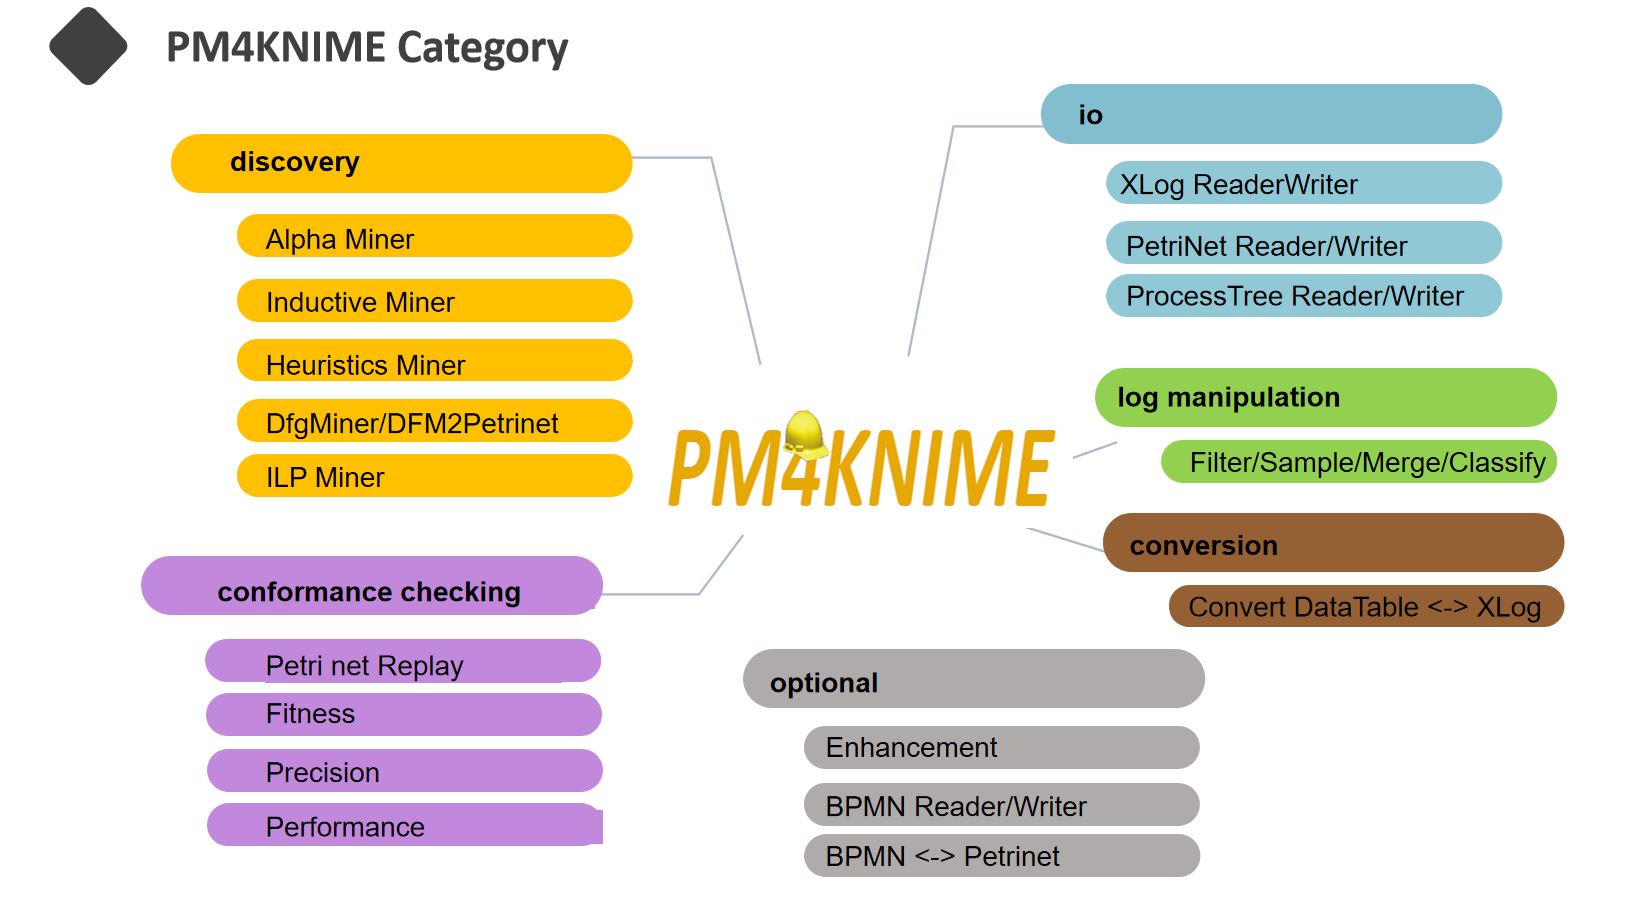 PM4KNIME Category
discovery
Alpha Miner
Inductive Miner
Heuristics Miner
DfgMiner/DFM2Petrinet
ILP Miner
conformance checking
Petri net Replay
Fitness
Precision
Performance
PM4KNIME
io
XLog ReaderWriter
PetriNet Reader/Writer
ProcessTree Reader/Writer
log manipulation
Filter/Sample/Merge/Classify
conversion
Convert DataTable <-> XLog
optional
Enhancement
BPMN Reader/Writer
BPMN <-> Petrinet